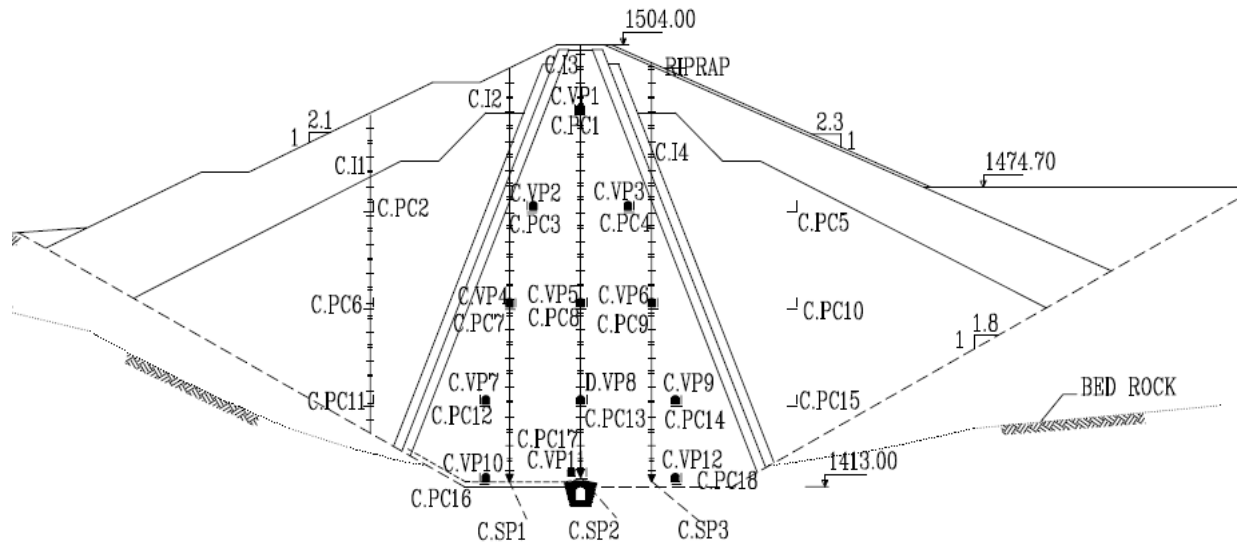 1504.00
C.I3
RIPRAP
C.I2
C.VP1
C.PC1
2.1
1
2.3
1
C.I1
C.I4
1474.70
C.VP2
C.VP3
C.PC2
C.PC3
C.PC4
C.PC5
C.PC6
C.VP4
C.VP5
C.VP6
C.PC10
C.PC7
C.PC8
C.PC9
1.8
1
C.VP7
D.VP8
C.VP9
BED ROCK
C.PC11
C.PC12
C.PC13
C.PC14
C.PC15
C.PC17
C.VP10
C.VP1
C.VP12
C.PC18
1413.00
C.PC16
C.SP1
C.SP2
C.SP3